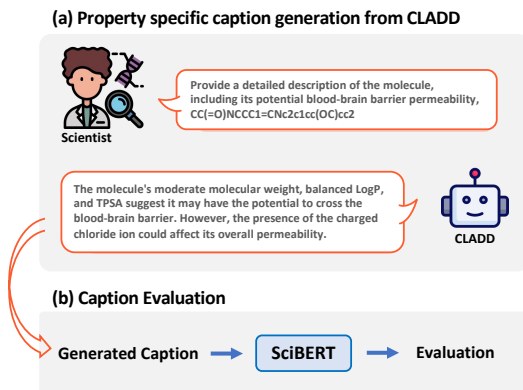 (a) Property specific caption generation from CLADD
Provide a detailed description of the molecule,
including its potential blood-brain barrier permeability,
CC(=O)NCCC1=CNc2c1cc(OC)cc2
Scientist
The molecule's moderate molecular weight, balanced LogP,
and TPSA suggest it may have the potential to cross the
blood-brain barrier. However, the presence of the charged
chloride ion could affect its overall permeability.
CLADD
(b) Caption Evaluation
Generated Caption
SciBERT
Evaluation